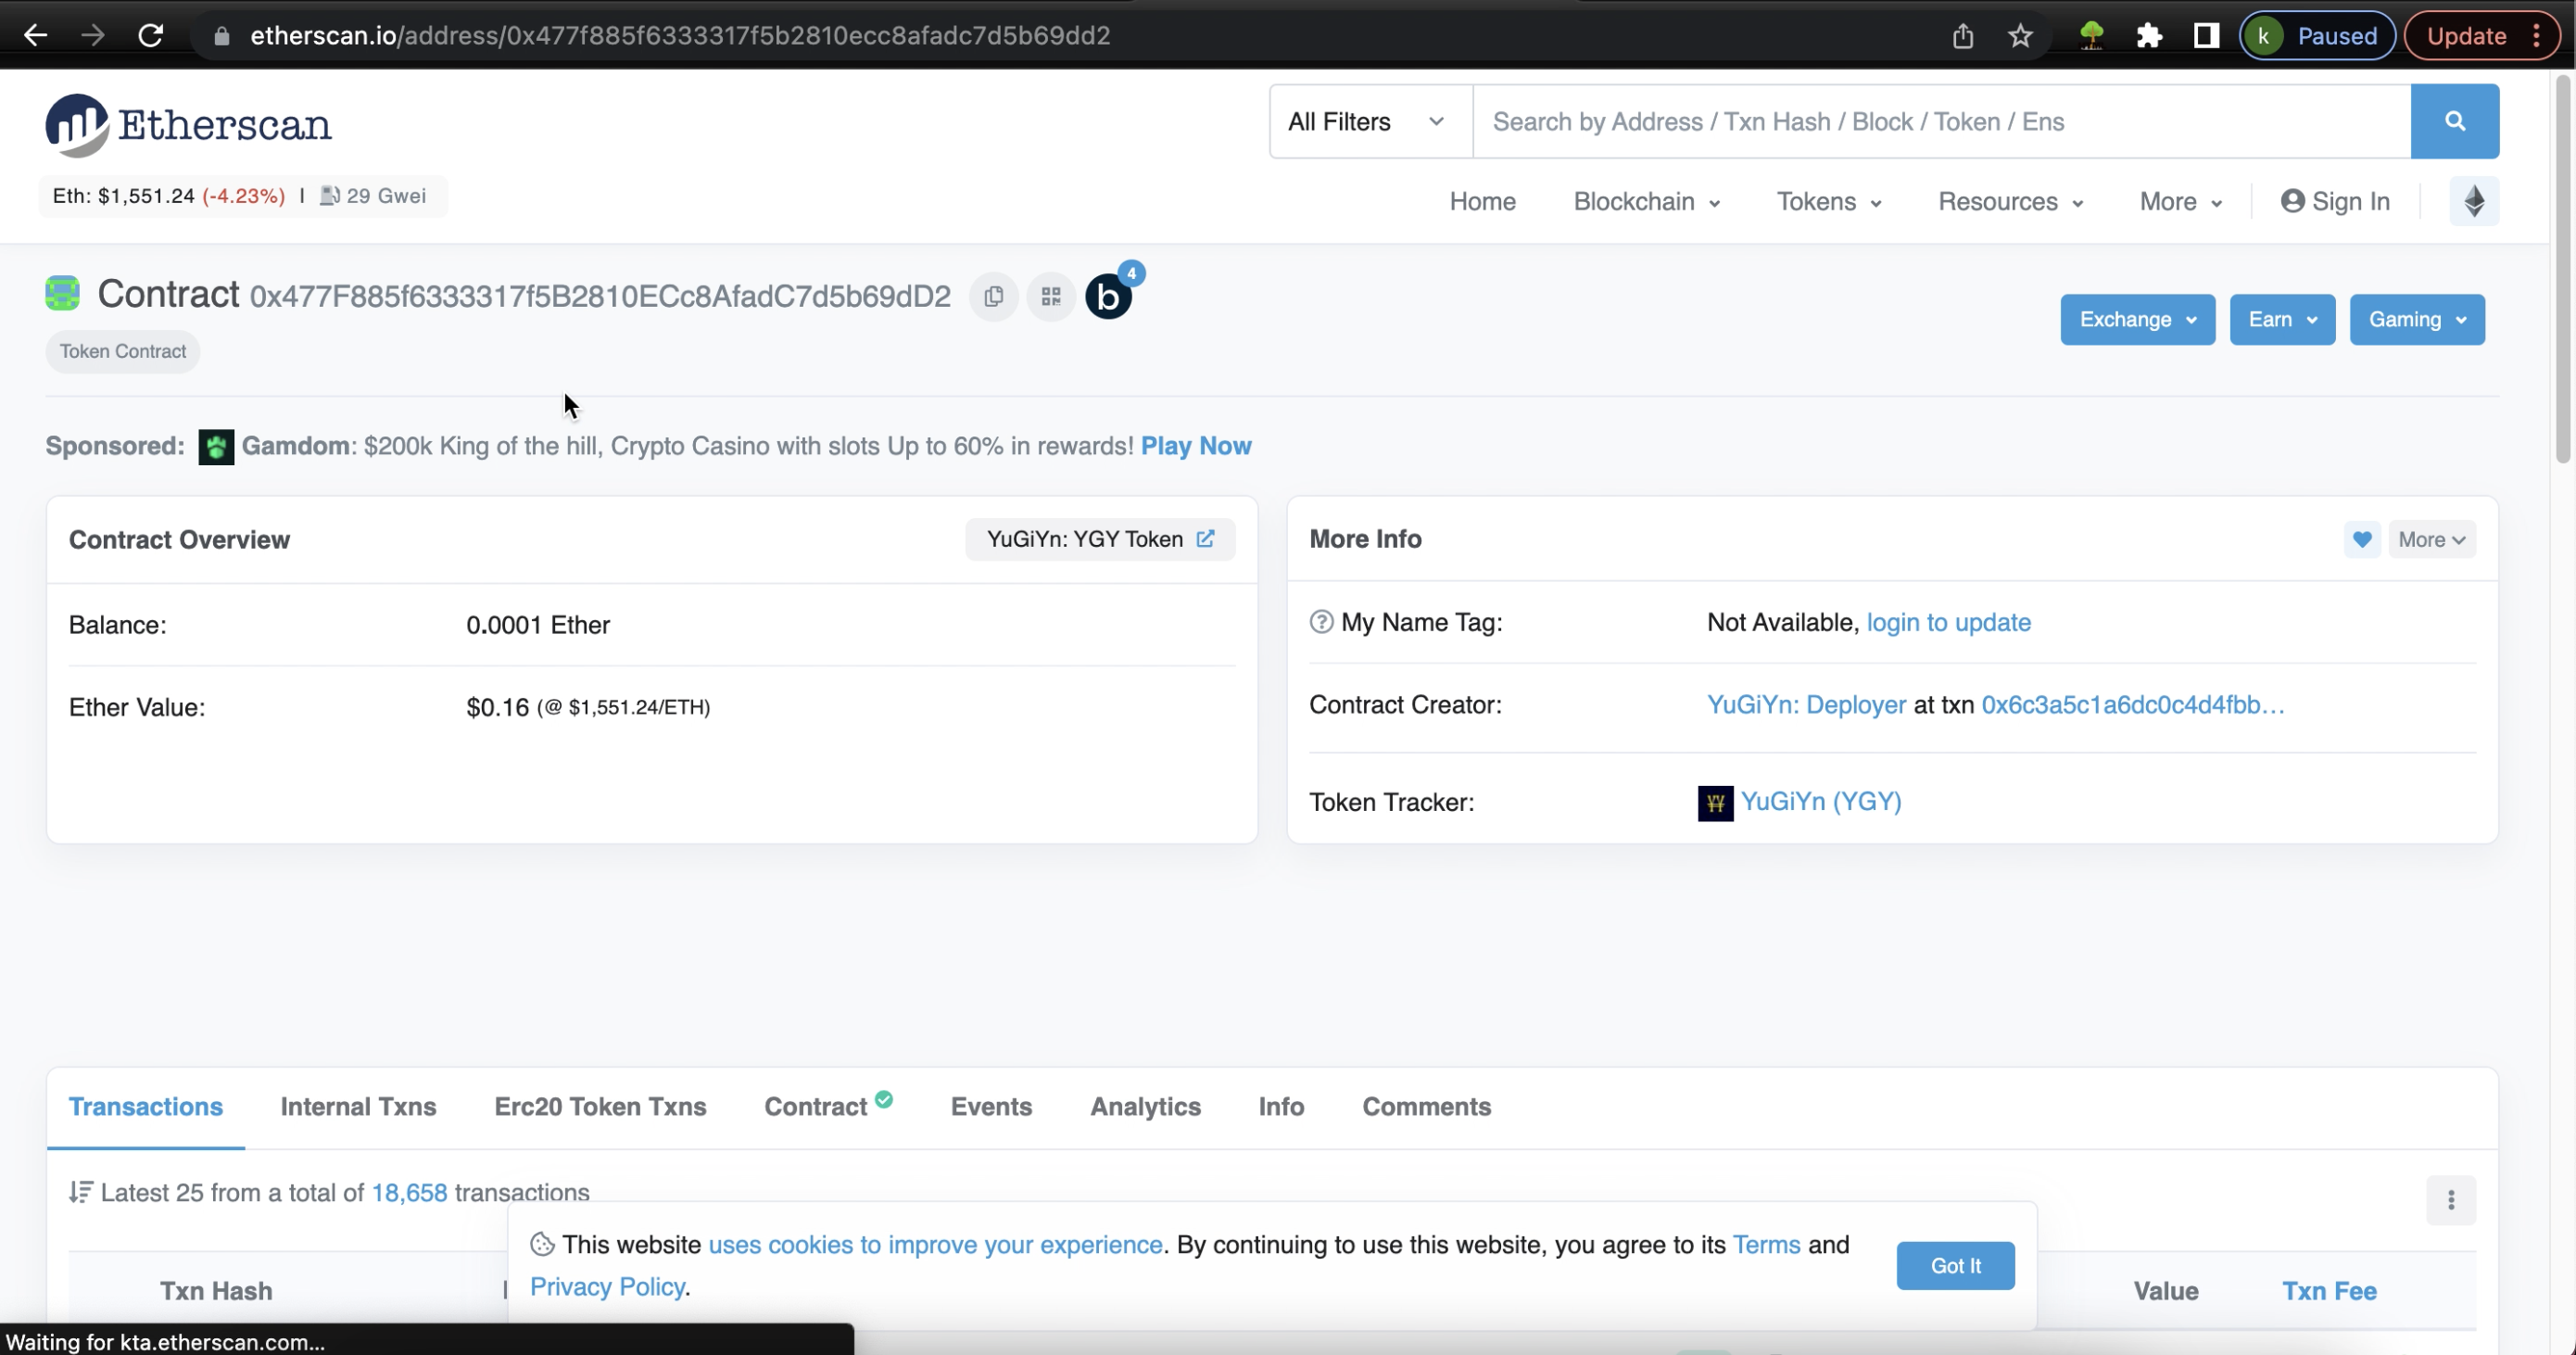 etherscan.io/address/0x477f885f6333317f5b2810ecc8afadc7d5b69dd2
k Paused Update
Etherscan
All Filters Search by Address / Txn Hash / Block / Token / Ens
Eth: $1,551.24 (-4.23%) | 29 Gwei
Home Blockchain Tokens Resources More Sign In
Contract 0x477F885f6333317f5B2810ECc8AfadC7d5b69dD2 b 4
Exchange Earn Gaming
Token Contract
Sponsored: Gamdom: $200k King of the hill, Crypto Casino with slots Up to 60% in rewards! Play Now
Contract Overview YuGiYn: YGY Token
Balance: 0.0001 Ether
Ether Value: $0.16 (@ $1,551.24/ETH)
More Info More
My Name Tag: Not Available, login to update
Contract Creator: YuGiYn: Deployer at txn 0x6c3a5c1a6dc0c4d4fbb...
Token Tracker: YuGiYn (YGY)
Transactions Internal Txns Erc20 Token Txns Contract Events Analytics Info Comments
Latest 25 from a total of 18,658 transactions
Txn Hash Value Txn Fee
This website uses cookies to improve your experience. By continuing to use this website, you agree to its Terms and
Privacy Policy.
Got It
Waiting for kta.etherscan.com...